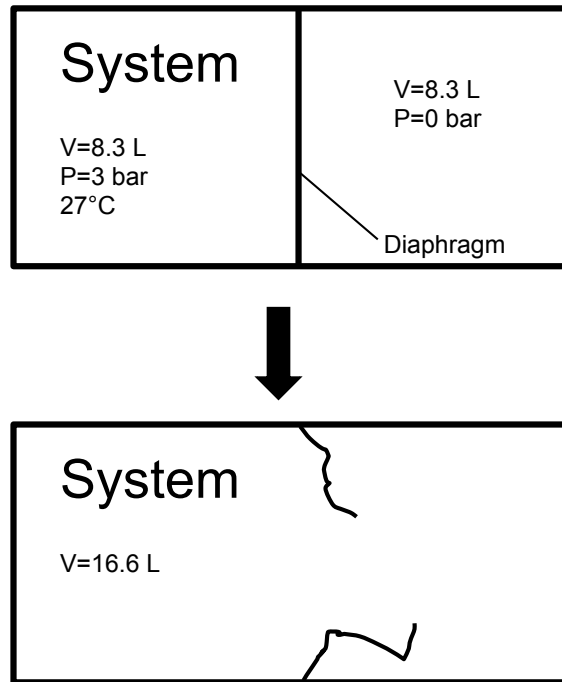 System
V=8.3 L
P=3 bar
27°C
V=8.3 L
P=0 bar
Diaphragm
System
V=16.6 L